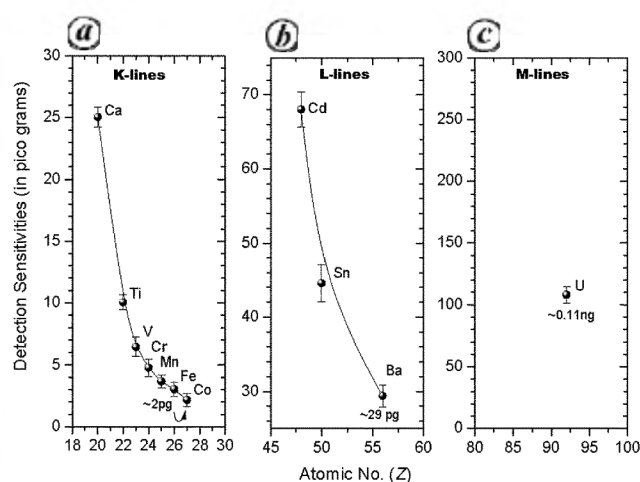 a
b
c
K-lines
L-lines
M-lines
Detection Sensitivities (in pico grams)
30
25
20
15
10
5
0
Ca
Ti
V
Cr
Mn
Fe
Co
~2pg
18 20 22 24 26 28 30
70
60
50
40
30
Cd
Sn
Ba
~29 pg
45 50 55 60
300
250
200
150
100
50
0
U
~0.11ng
80 85 90 95 100
Atomic No. (Z)